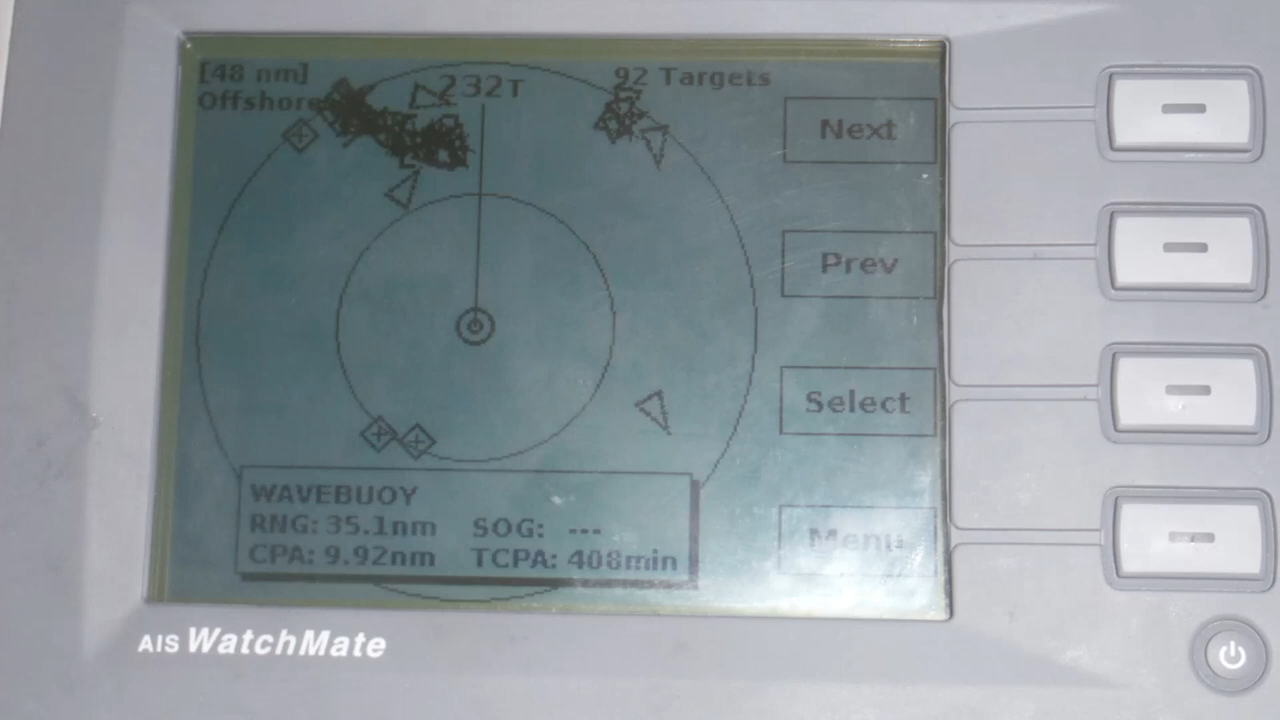 [48 nm]
Offshore
232T
92 Targets
Next
Prev
Select
Menu
WAVEBUOY
RNG: 35.1nm SOG: ---
CPA: 9.92nm TCPA: 408min
AIS WatchMate